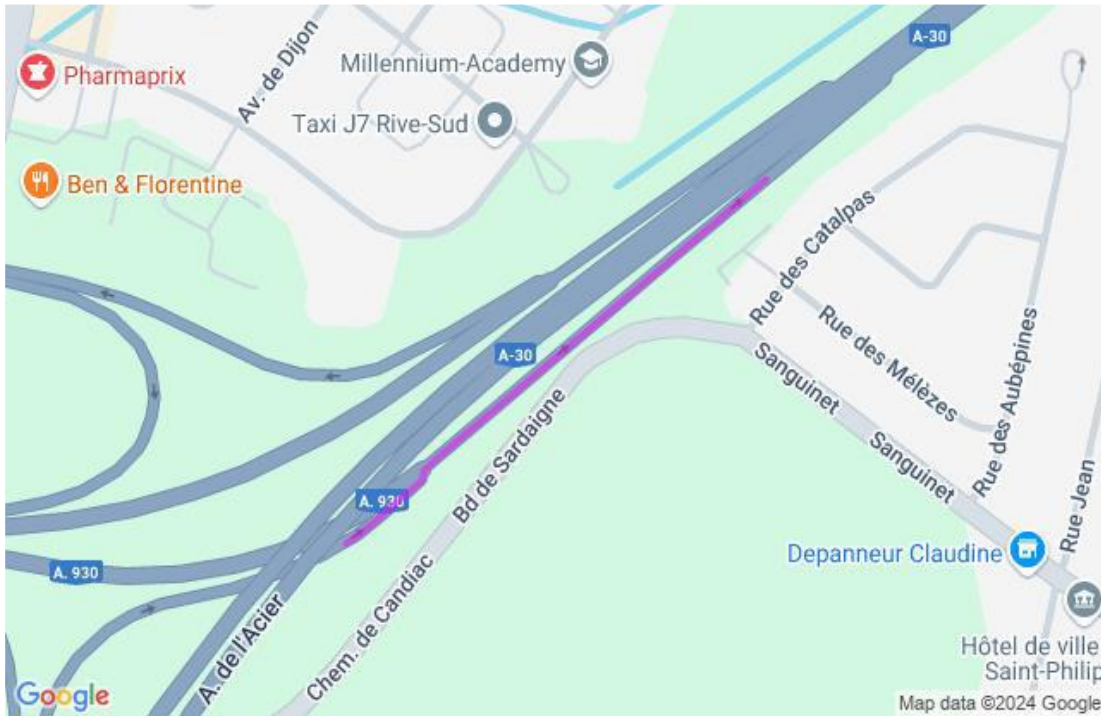 A-30
Av. de Dijon
Millennium-Academy
Pharmaprix
Taxi J7 Rive-Sud
Ben & Florentine
Rue des Catalpas
Rue des Mélèzes
Rue des Aubépines
A-30
Sanguinet
Sanguinet
Bd de Sardaigne
Rue Jean
A. 930
Depanneur Claudine
A. 930
Chem. de Candiac
A. de l'Acier
Hôtel de ville
Saint-Philip
Google
Map data ©2024 Google